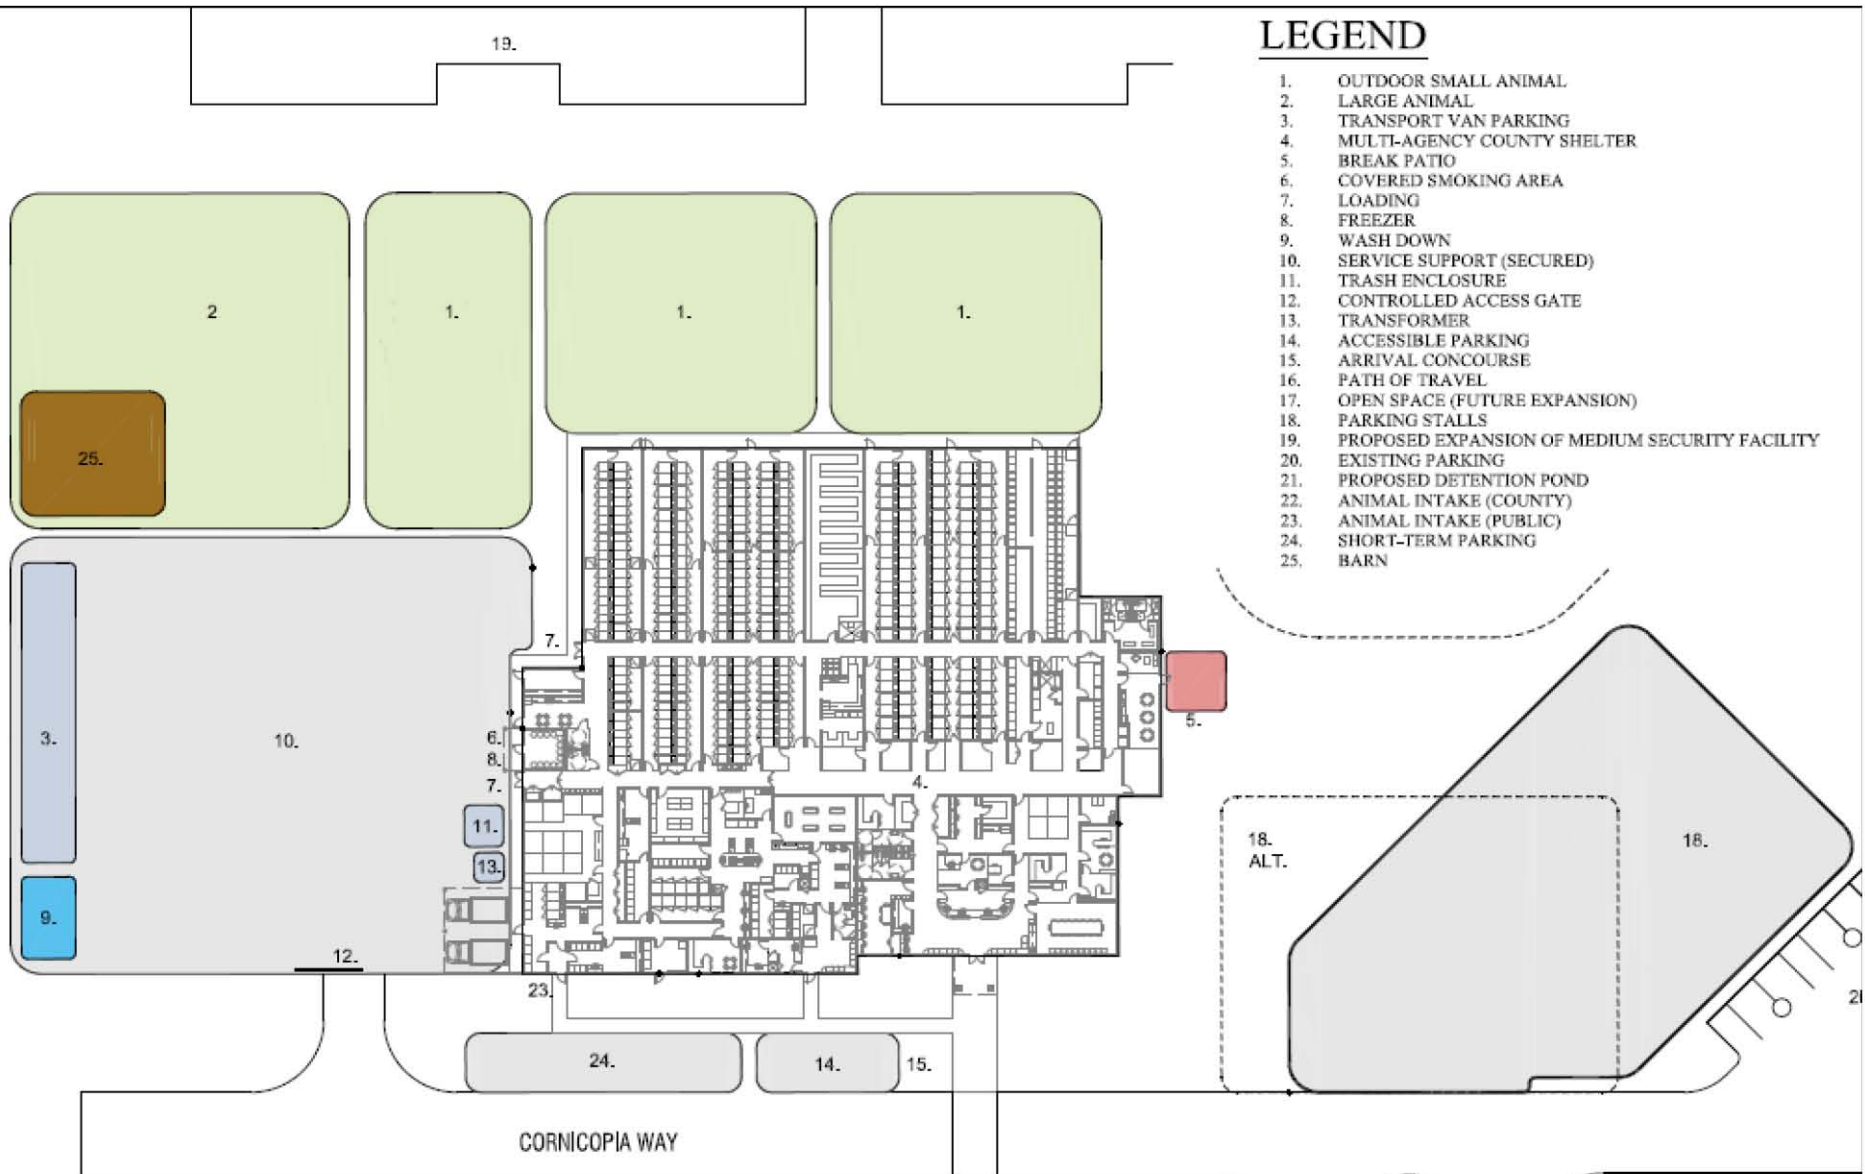 19.
LEGEND
1. OUTDOOR SMALL ANIMAL
2. LARGE ANIMAL
3. TRANSPORT VAN PARKING
4. MULTI-AGENCY COUNTY SHELTER
5. BREAK PATIO
6. COVERED SMOKING AREA
7. LOADING
8. FREEZER
9. WASH DOWN
10. SERVICE SUPPORT (SECURED)
11. TRASH ENCLOSURE
12. CONTROLLED ACCESS GATE
13. TRANSFORMER
14. ACCESSIBLE PARKING
15. ARRIVAL CONCOURSE
16. PATH OF TRAVEL
17. OPEN SPACE (FUTURE EXPANSION)
18. PARKING STALLS
19. PROPOSED EXPANSION OF MEDIUM SECURITY FACILITY
20. EXISTING PARKING
21. PROPOSED DETENTION POND
22. ANIMAL INTAKE (COUNTY)
23. ANIMAL INTAKE (PUBLIC)
24. SHORT-TERM PARKING
25. BARN
2
1.
1.
1.
25.
7.
5.
3.
10.
6.
8.
7.
4.
11.
13.
18.
ALT.
18.
9.
12.
23.
24.
14.
15.
CORNICOPIA WAY